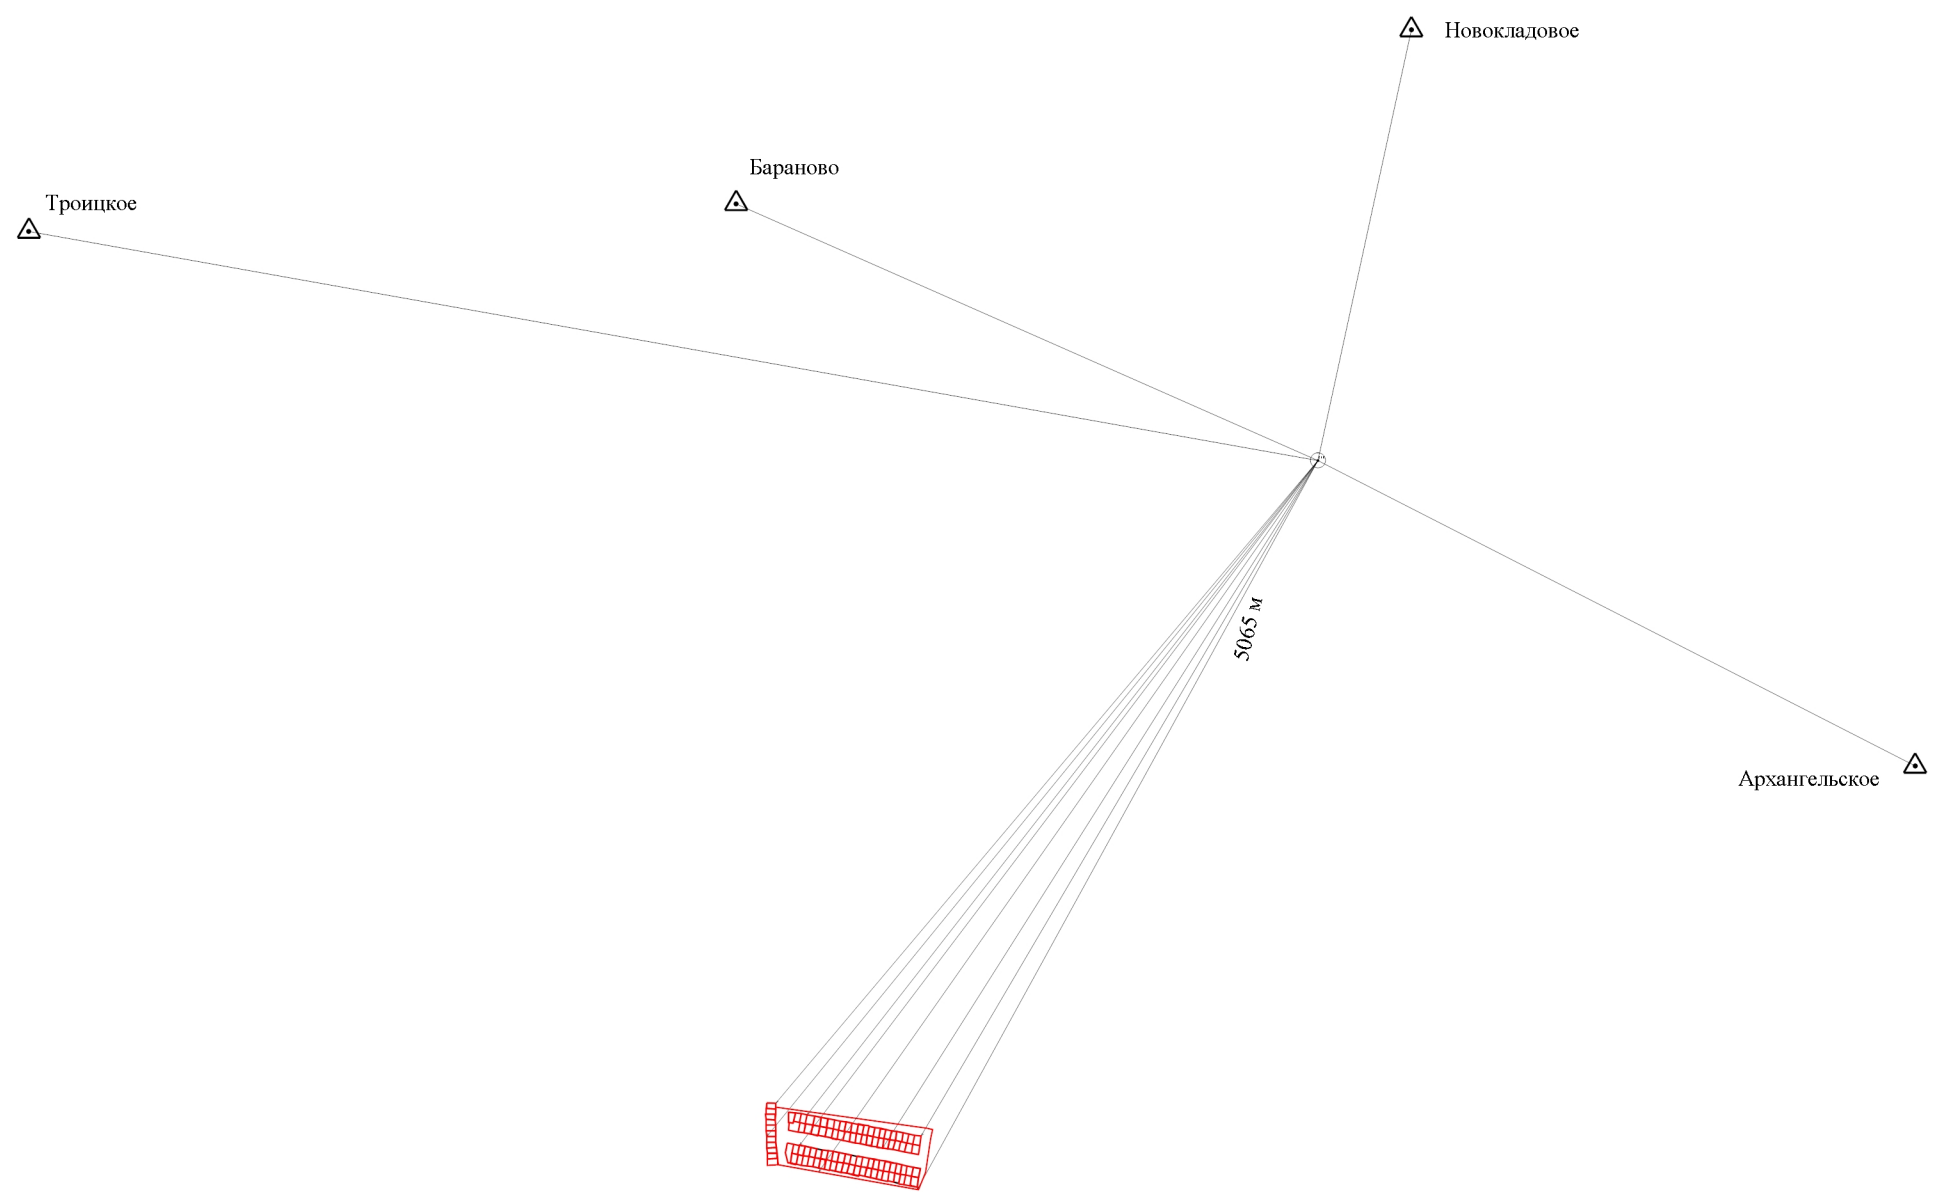 Новокладовое
Бараново
Троицкое
5065 м
Архангельское